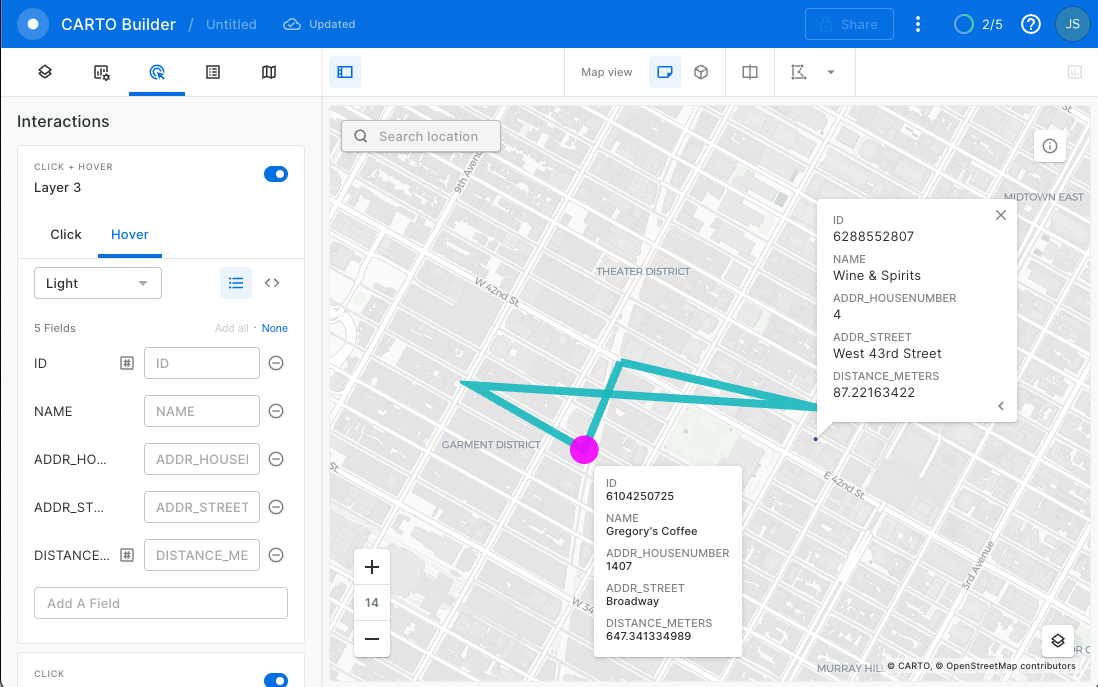 CARTO Builder / Untitled Updated Share 2/5 JS
Map view
Interactions
CLICK + HOVER
Layer 3
Click Hover
Light
5 Fields Add all · None
ID # ID
NAME NAME
ADDR_HO... ADDR_HOUSEI
ADDR_ST... ADDR_STREET
DISTANCE... # DISTANCE_ME
Add A Field
CLICK
Search location
9th Avenue
MIDTOWN EAST
THEATER DISTRICT
W 42nd St.
GARMENT DISTRICT
St.
E 42nd St.
3rd Avenue
W 34
MURRAY HILL
ID
6288552807
NAME
Wine & Spirits
ADDR_HOUSENUMBER
4
ADDR_STREET
West 43rd Street
DISTANCE_METERS
87.22163422
ID
6104250725
NAME
Gregory's Coffee
ADDR_HOUSENUMBER
1407
ADDR_STREET
Broadway
DISTANCE_METERS
647.341334989
14
© CARTO, © OpenStreetMap contributors